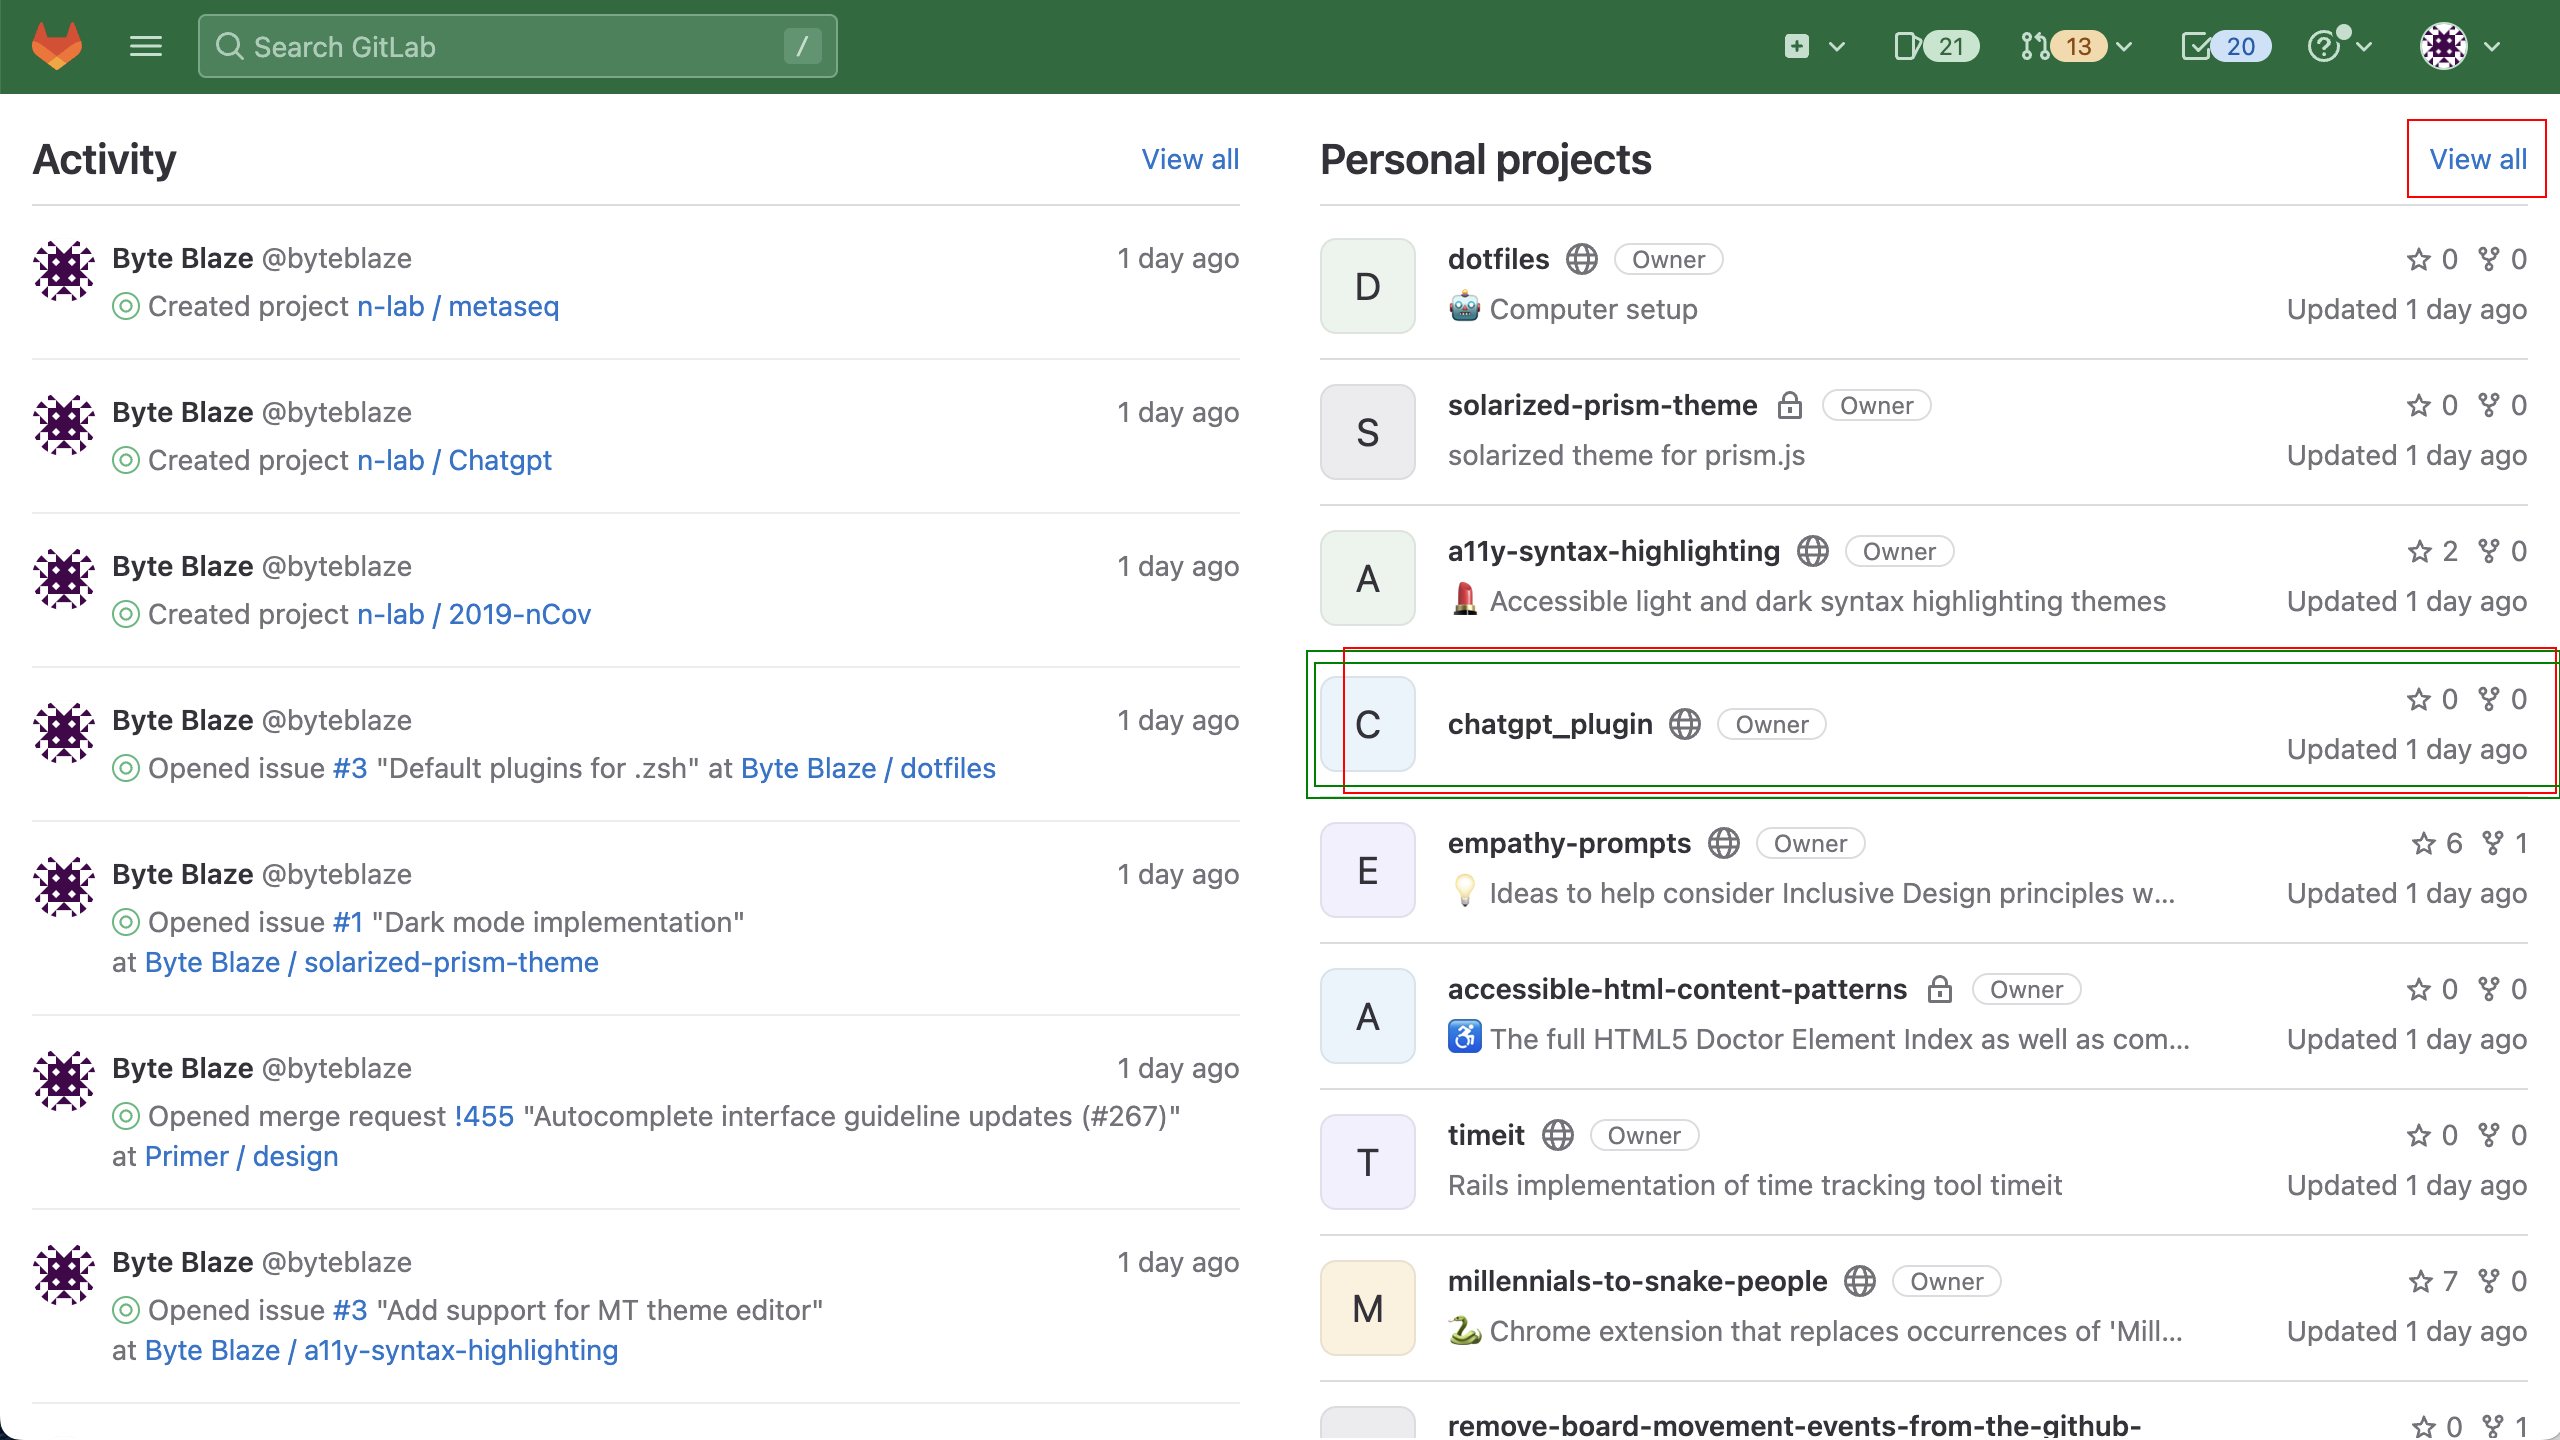 Search GitLab /
21 13 20
Activity View all
Byte Blaze @byteblaze 1 day ago
Created project n-lab / metaseq
Byte Blaze @byteblaze 1 day ago
Created project n-lab / Chatgpt
Byte Blaze @byteblaze 1 day ago
Created project n-lab / 2019-nCov
Byte Blaze @byteblaze 1 day ago
Opened issue #3 "Default plugins for .zsh" at Byte Blaze / dotfiles
Byte Blaze @byteblaze 1 day ago
Opened issue #1 "Dark mode implementation"
at Byte Blaze / solarized-prism-theme
Byte Blaze @byteblaze 1 day ago
Opened merge request !455 "Autocomplete interface guideline updates (#267)"
at Primer / design
Byte Blaze @byteblaze 1 day ago
Opened issue #3 "Add support for MT theme editor"
at Byte Blaze / a11y-syntax-highlighting
Personal projects View all
D dotfiles Owner 0 0
🤖 Computer setup Updated 1 day ago
S solarized-prism-theme Owner 0 0
solarized theme for prism.js Updated 1 day ago
A a11y-syntax-highlighting Owner 2 0
💄 Accessible light and dark syntax highlighting themes Updated 1 day ago
C chatgpt_plugin Owner 0 0
Updated 1 day ago
E empathy-prompts Owner 6 1
💡 Ideas to help consider Inclusive Design principles w... Updated 1 day ago
A accessible-html-content-patterns Owner 0 0
♿ The full HTML5 Doctor Element Index as well as com... Updated 1 day ago
T timeit Owner 0 0
Rails implementation of time tracking tool timeit Updated 1 day ago
M millennials-to-snake-people Owner 7 0
🐍 Chrome extension that replaces occurrences of 'Mill... Updated 1 day ago
remove-board-movement-events-from-the-github- 0 1